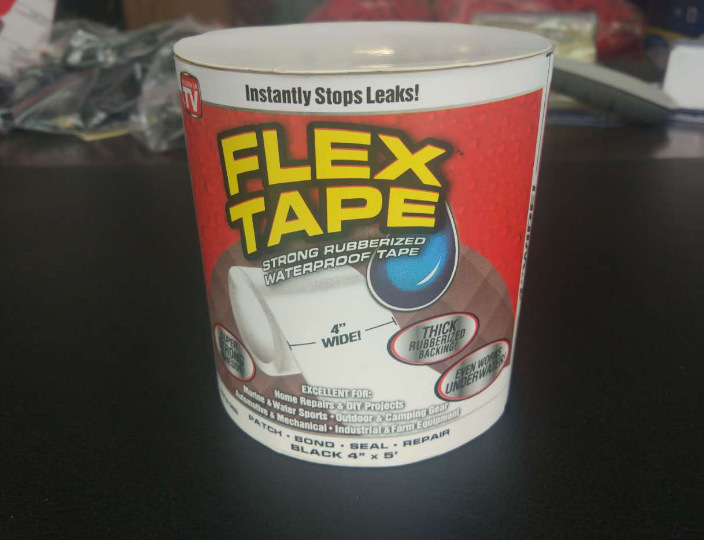 Instantly Stops Leaks!
TV
FLEX
TAPE
STRONG RUBBERIZED
WATERPROOF TAPE
4"
WIDE!
THICK
RUBBERIZED
BACKING!
EVEN WORKS
UNDERWATER!
EXCELLENT FOR:
Home Repairs & DIY Projects
Marine & Water Sports • Outdoor & Camping Gear
Automotive & Mechanical • Industrial & Farm Equipment
PATCH • BOND • SEAL • REPAIR
BLACK 4" x 5'